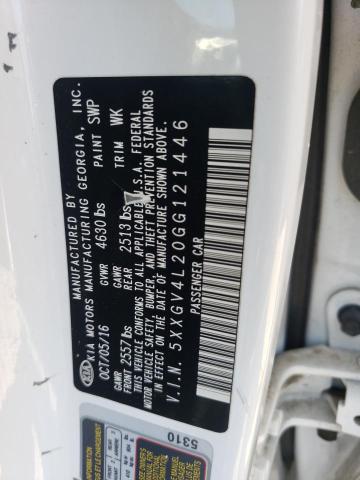 MANUFACTURED BY
KIA KIA MOTORS MANUFACTURING GEORGIA, INC.
OCT/05/16 GVWR 4630 lbs PAINT SWP
GAWR FRONT 2557 lbs GAWR REAR 2513 lbs TRIM WK
THIS VEHICLE CONFORMS TO ALL APPLICABLE U.S.A. FEDERAL
MOTOR VEHICLE SAFETY, BUMPER, AND THEFT PREVENTION STANDARDS
IN EFFECT ON THE DATE OF MANUFACTURE SHOWN ABOVE.
V.I.N. 5XXGV4L20GG121446
PASSENGER CAR
5310